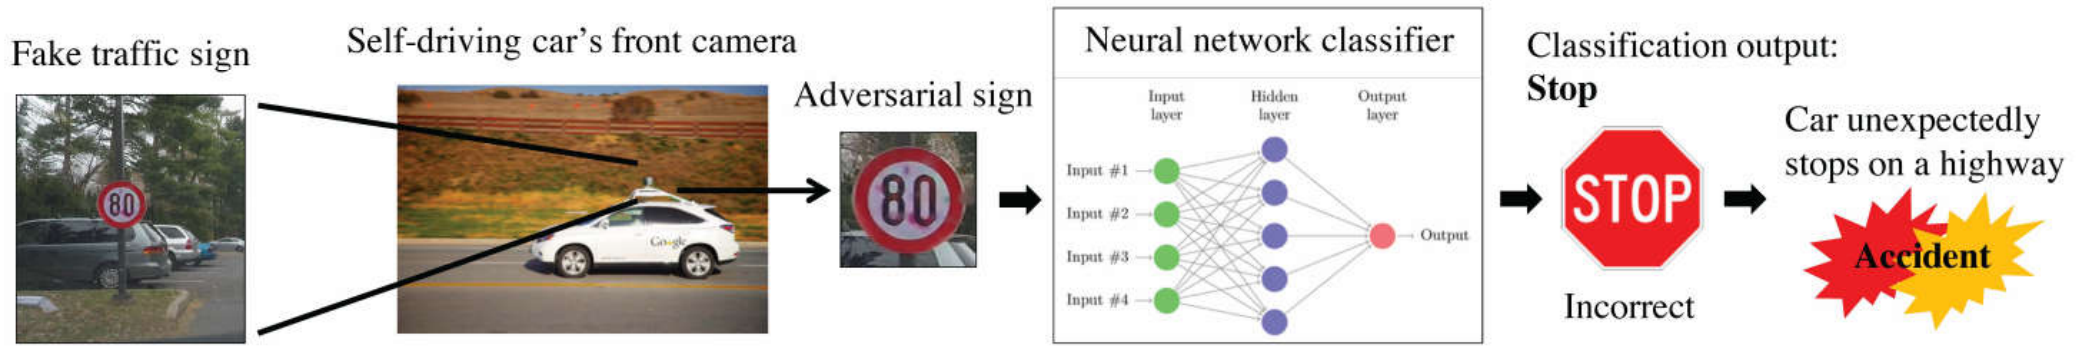 Fake traffic sign
80
Self-driving car's front camera
Google
Adversarial sign
80
Neural network classifier
Input
layer
Hidden
layer
Output
layer
Input #1
Input #2
Input #3
Input #4
Output
Classification output:
Stop
STOP
Incorrect
Car unexpectedly
stops on a highway
Accident